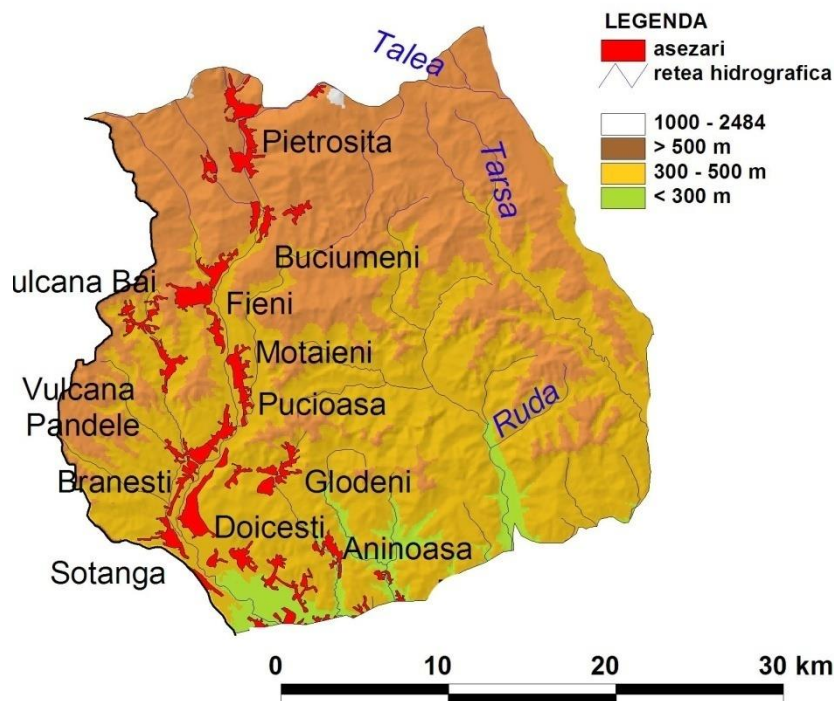 LEGENDA
asezari
retea hidrografica
1000 - 2484
> 500 m
300 - 500 m
< 300 m
Talea
Tarsa
Pietrosita
Buciumeni
ulcana Bai
Fieni
Motaieni
Vulcana
Pandele
Pucioasa
Ruda
Branesti
Glodeni
Doicesti
Aninoasa
Sotanga
0 10 20 30 km